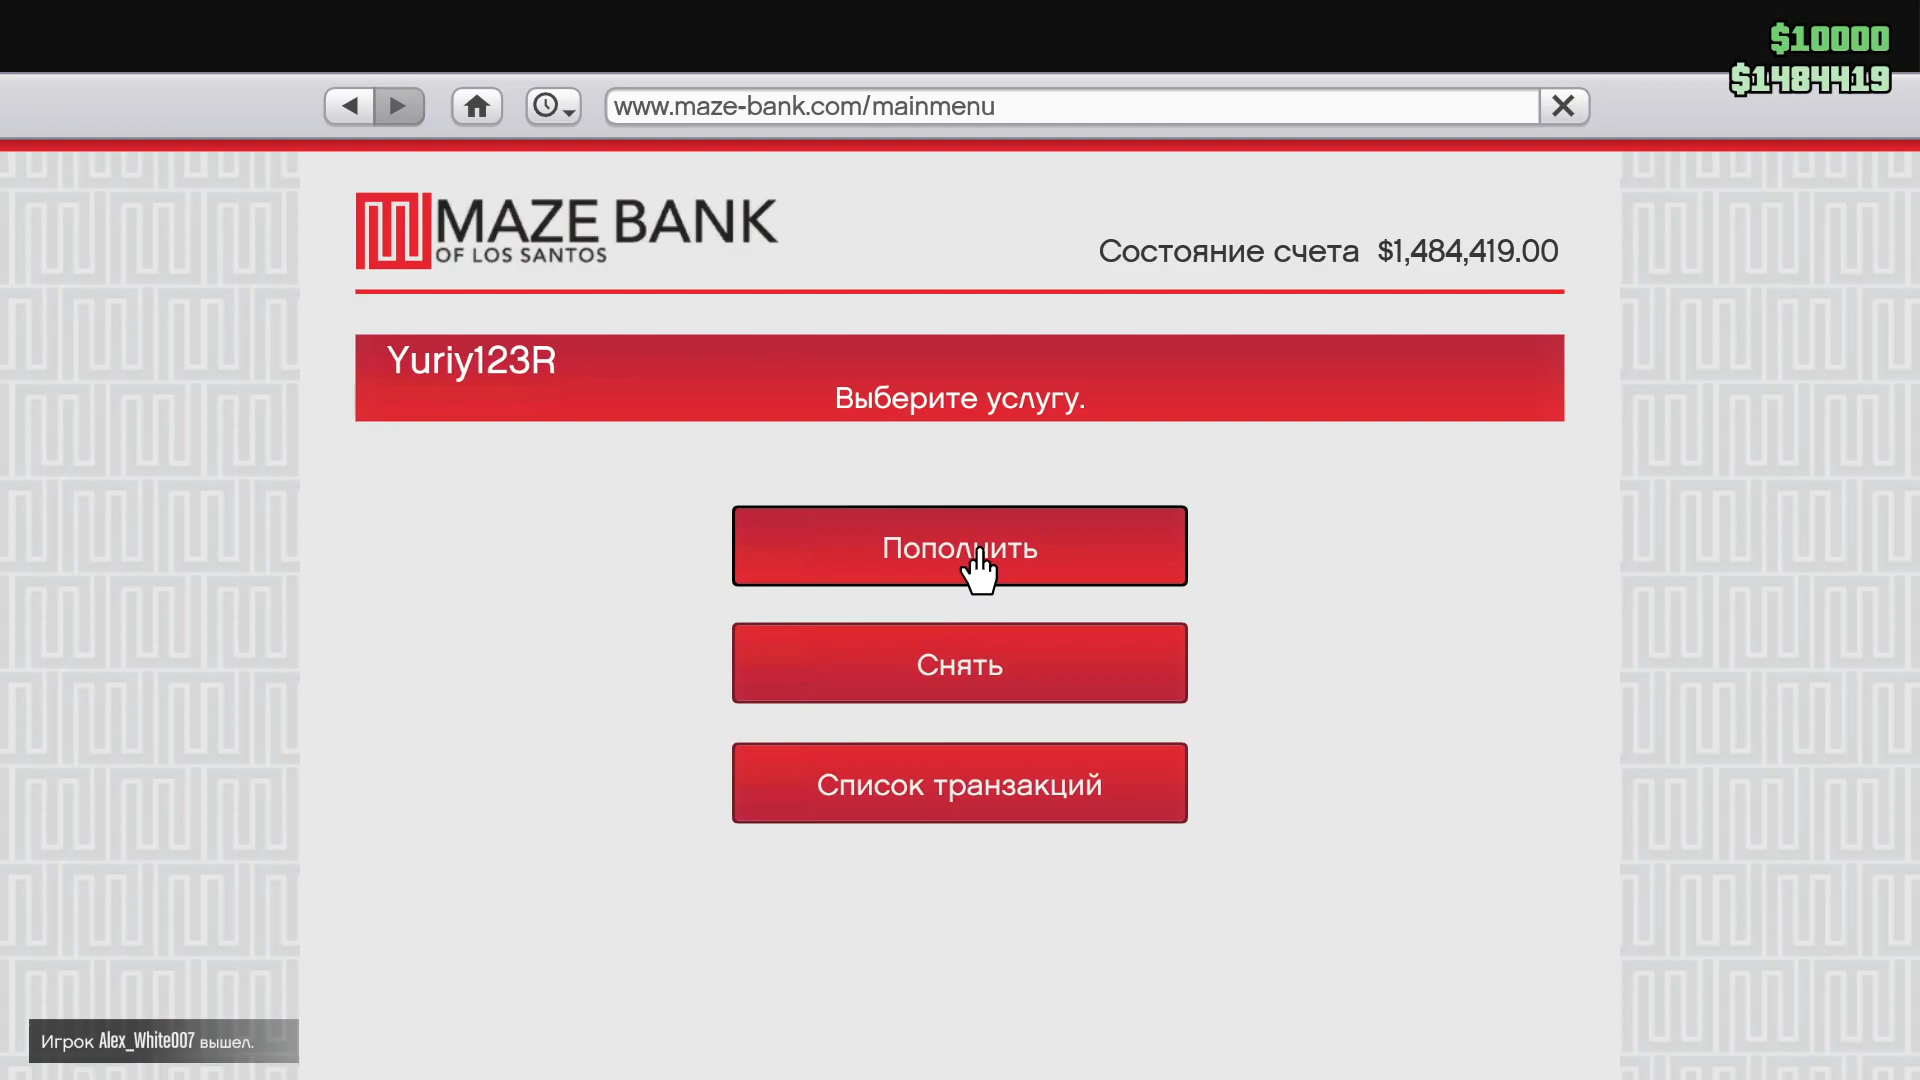 $10000
$1484419
www.maze-bank.com/mainmenu
MAZE BANK
OF LOS SANTOS
Состояние счета $1,484,419.00
Yuriy123R
Выберите услугу.
Пополнить
Снять
Список транзакций
Игрок Alex_White007 вышел.